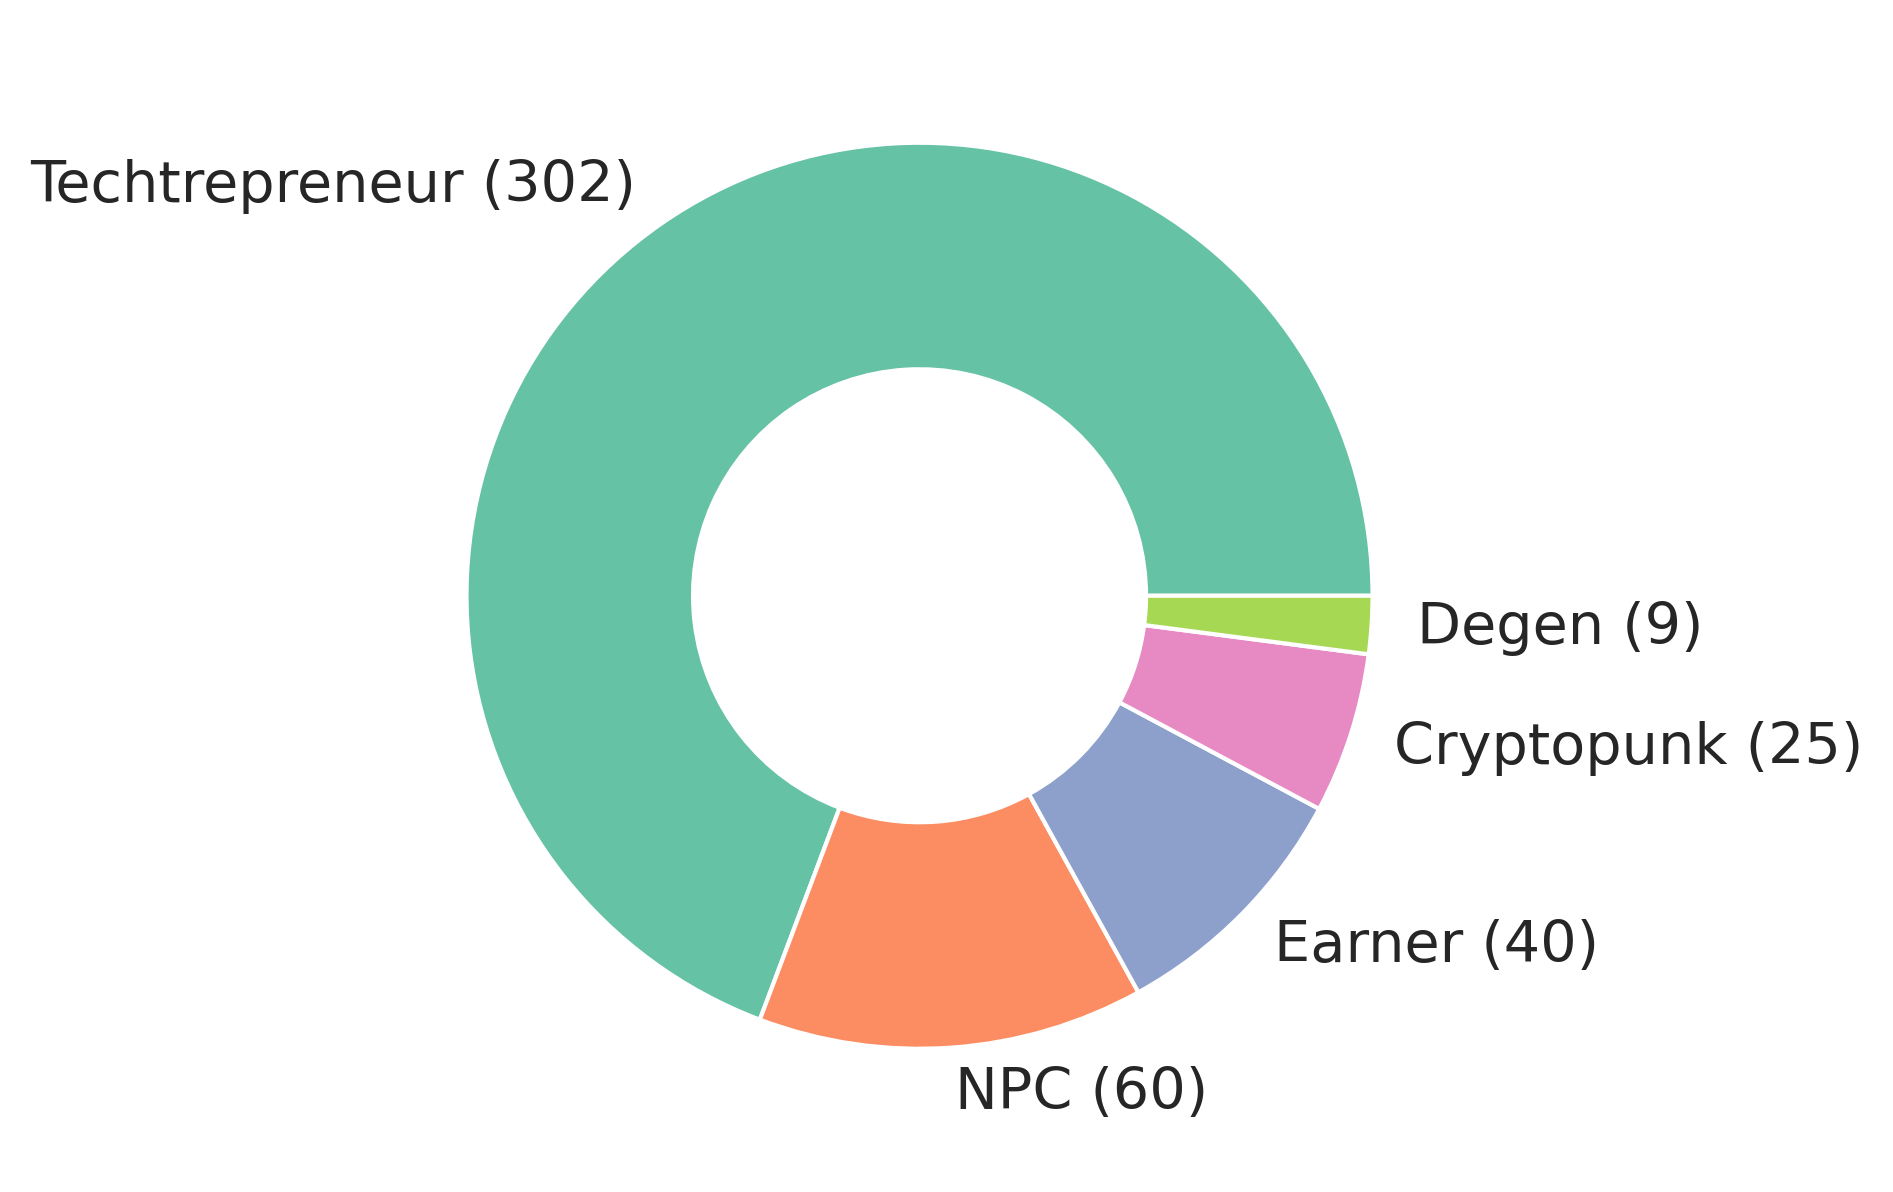 Techtrepreneur (302)
Degen (9)
Cryptopunk (25)
Earner (40)
NPC (60)